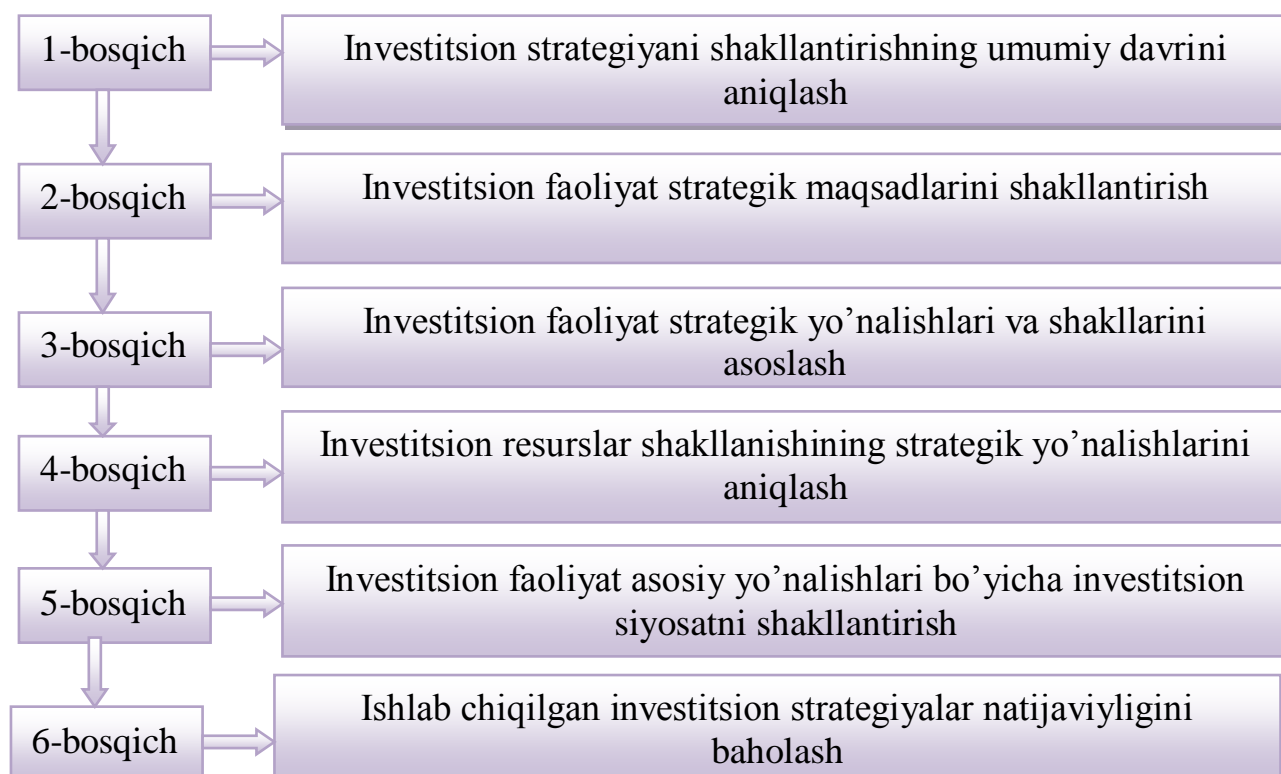 1-bosqich
Investitsion strategiyani shakllantirishning umumiy davrini
aniqlash
2-bosqich
Investitsion faoliyat strategik maqsadlarini shakllantirish
3-bosqich
Investitsion faoliyat strategik yo’nalishlari va shakllarini
asoslash
4-bosqich
Investitsion resurslar shakllanishining strategik yo’nalishlarini
aniqlash
5-bosqich
Investitsion faoliyat asosiy yo’nalishlari bo’yicha investitsion
siyosatni shakllantirish
6-bosqich
Ishlab chiqilgan investitsion strategiyalar natijaviyligini
baholash